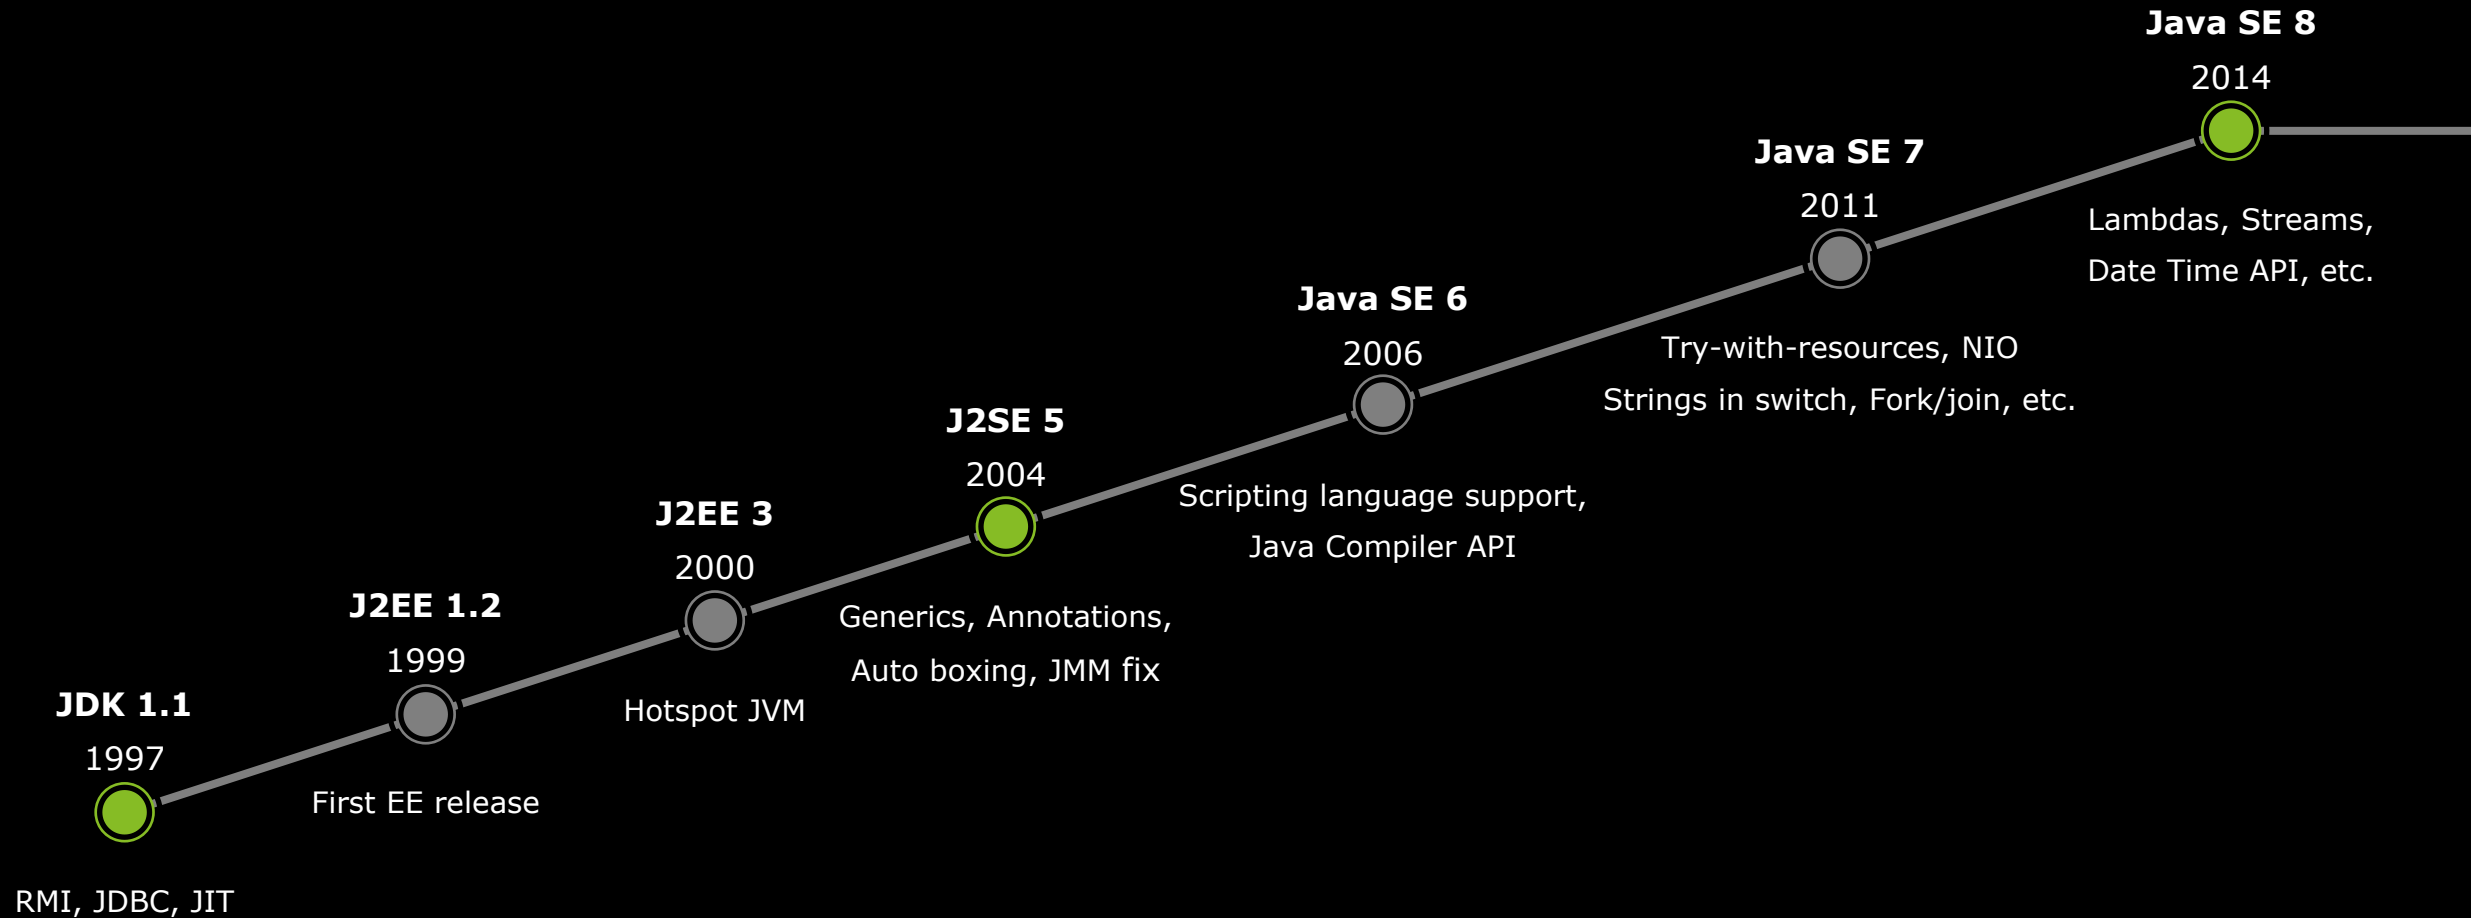 JDK 1.1
1997
RMI, JDBC, JIT
J2EE 1.2
1999
First EE release
J2EE 3
2000
Hotspot JVM
J2SE 5
2004
Generics, Annotations,
Auto boxing, JMM fix
Java SE 6
2006
Scripting language support,
Java Compiler API
Java SE 7
2011
Try-with-resources, NIO
Strings in switch, Fork/join, etc.
Java SE 8
2014
Lambdas, Streams,
Date Time API, etc.